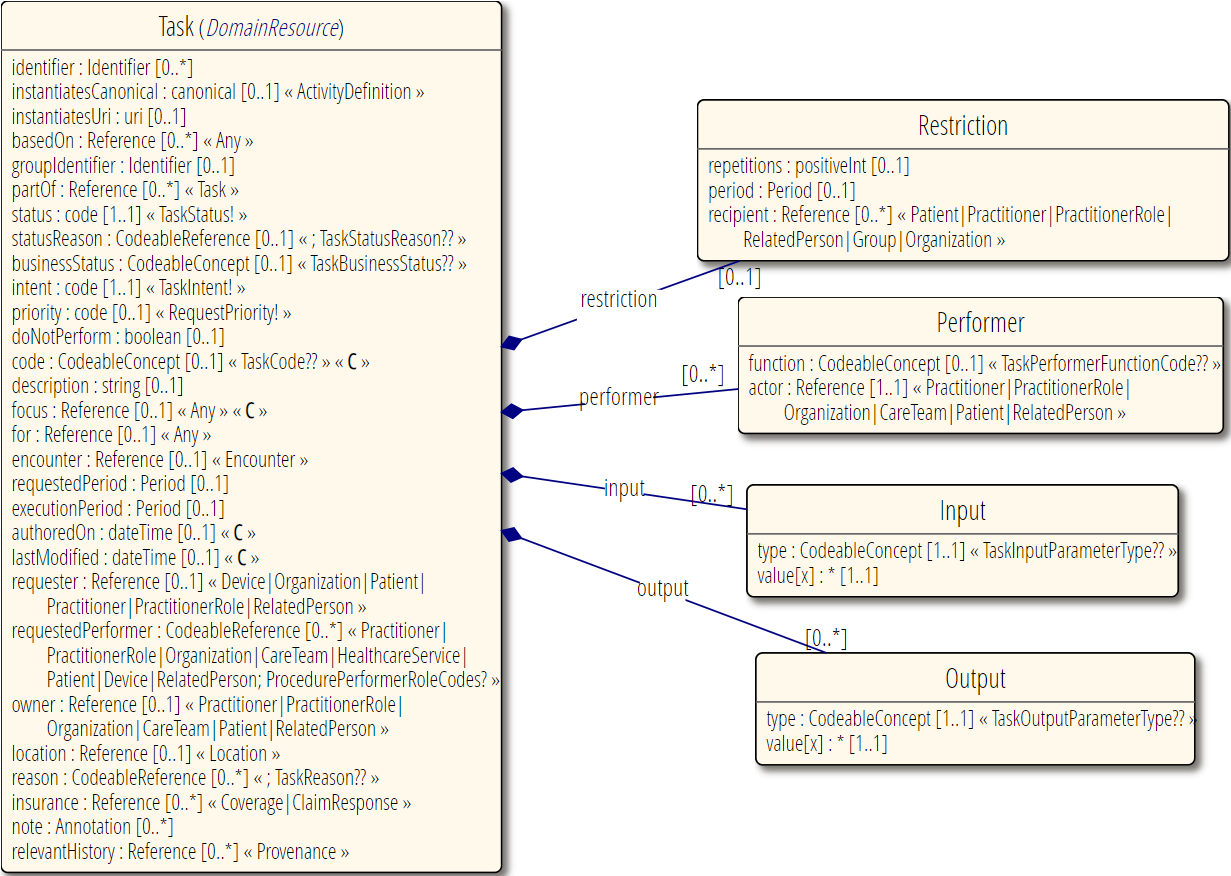 Task (DomainResource)
identifier : Identifier [0..*]
instantiatesCanonical : canonical [0..1] « ActivityDefinition »
instantiatesUri : uri [0..1]
basedOn : Reference [0..*] « Any »
groupIdentifier : Identifier [0..1]
partOf : Reference [0..*] « Task »
status : code [1..1] « TaskStatus! »
statusReason : CodeableReference [0..1] « ; TaskStatusReason?? »
businessStatus : CodeableConcept [0..1] « TaskBusinessStatus?? »
intent : code [1..1] « TaskIntent! »
priority : code [0..1] « RequestPriority! »
doNotPerform : boolean [0..1]
code : CodeableConcept [0..1] « TaskCode?? » « C »
description : string [0..1]
focus : Reference [0..1] « Any » « C »
for : Reference [0..1] « Any »
encounter : Reference [0..1] « Encounter »
requestedPeriod : Period [0..1]
executionPeriod : Period [0..1]
authoredOn : dateTime [0..1] « C »
lastModified : dateTime [0..1] « C »
requester : Reference [0..1] « Device|Organization|Patient|
Practitioner|PractitionerRole|RelatedPerson »
requestedPerformer : CodeableReference [0..*] « Practitioner|
PractitionerRole|Organization|CareTeam|HealthcareService|
Patient|Device|RelatedPerson; ProcedurePerformerRoleCodes? »
owner : Reference [0..1] « Practitioner|PractitionerRole|
Organization|CareTeam|Patient|RelatedPerson »
location : Reference [0..1] « Location »
reason : CodeableReference [0..*] « ; TaskReason?? »
insurance : Reference [0..*] « Coverage|ClaimResponse »
note : Annotation [0..*]
relevantHistory : Reference [0..*] « Provenance »
restriction
[0..1]
Restriction
repetitions : positiveInt [0..1]
period : Period [0..1]
recipient : Reference [0..*] « Patient|Practitioner|PractitionerRole|
RelatedPerson|Group|Organization »
performer
[0..*]
Performer
function : CodeableConcept [0..1] « TaskPerformerFunctionCode?? »
actor : Reference [1..1] « Practitioner|PractitionerRole|
Organization|CareTeam|Patient|RelatedPerson »
input
[0..*]
Input
type : CodeableConcept [1..1] « TaskInputParameterType?? »
value[x] : * [1..1]
output
[0..*]
Output
type : CodeableConcept [1..1] « TaskOutputParameterType?? »
value[x] : * [1..1]